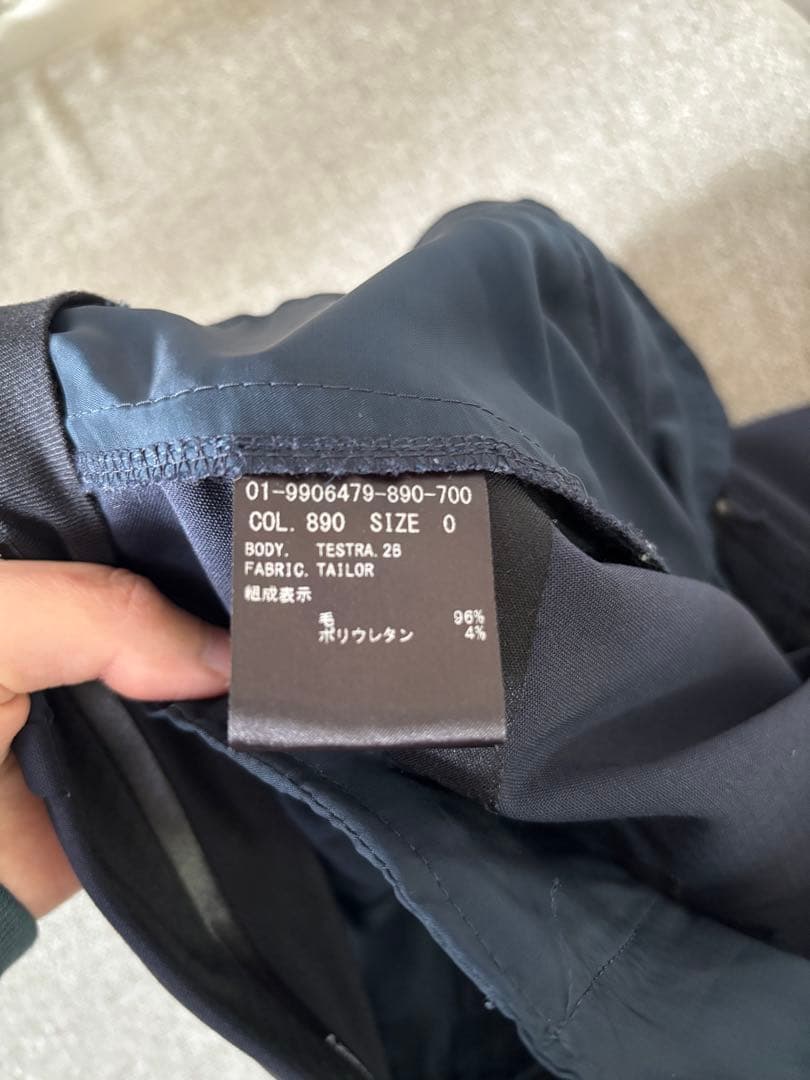 01-9906479-890-700
COL. 890 SIZE 0
BODY. TESTRA.2B
FABRIC. TAILOR
組成表示
毛 96%
ポリウレタン 4%